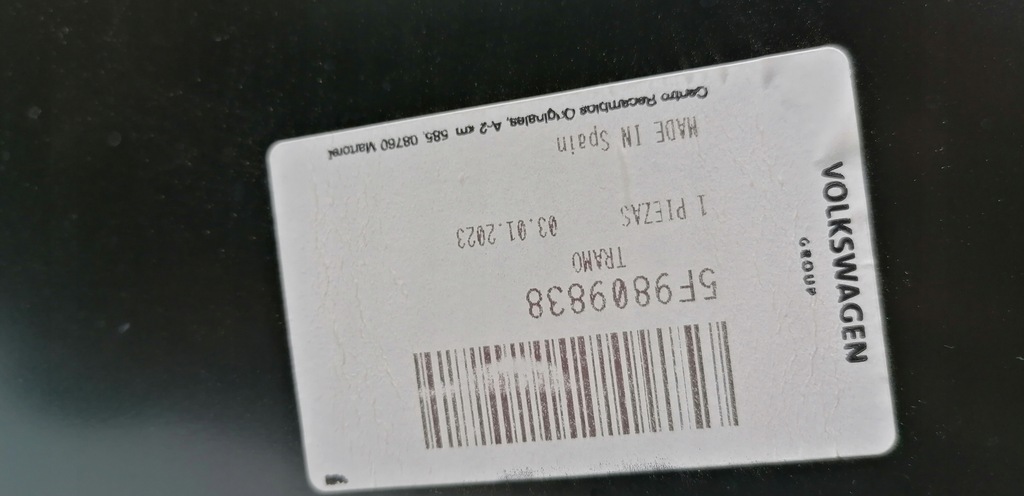 VOLKSWAGEN
GROUP
5F9809838
TRAMO
1 PIEZAS 03.01.2023
MADE IN Spain
Centro Recambios Originales, A-2 km 585, 08760 Martorell